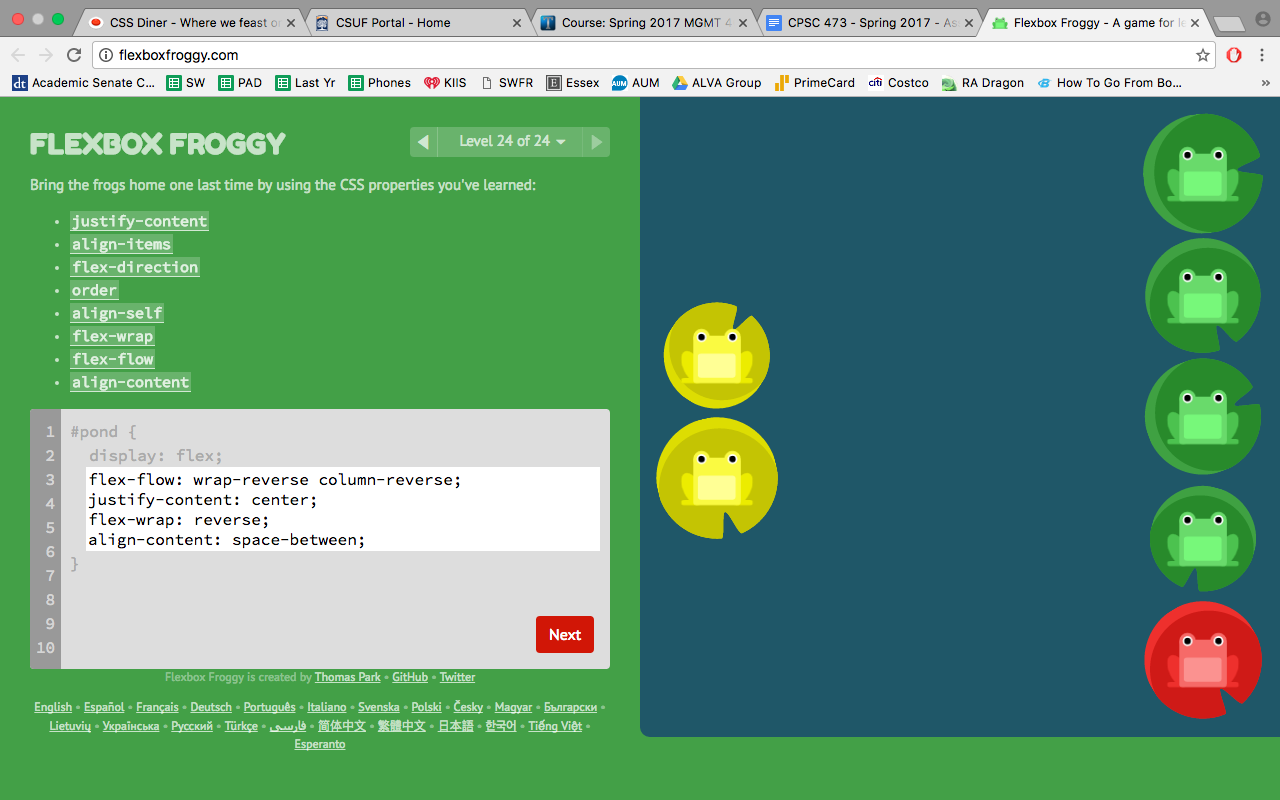 CSS Diner - Where we feast o
CSUF Portal - Home
Course: Spring 2017 MGMT 4
CPSC 473 - Spring 2017 - As
Flexbox Froggy - A game for le
flexboxfroggy.com
dt Academic Senate C...
SW
PAD
Last Yr
Phones
KIIS
SWFR
E Essex
AUM AUM
ALVA Group
PrimeCard
citi Costco
RA Dragon
How To Go From Bo...
»
FLEXBOX FROGGY
Level 24 of 24
Bring the frogs home one last time by using the CSS properties you've learned:
• justify-content
• align-items
• flex-direction
• order
• align-self
• flex-wrap
• flex-flow
• align-content
1 #pond {
2 display: flex;
3 flex-flow: wrap-reverse column-reverse;
4 justify-content: center;
5 flex-wrap: reverse;
6 align-content: space-between;
7 }
8
9
10
Next
Flexbox Froggy is created by Thomas Park • GitHub • Twitter
English • Español • Français • Deutsch • Português • Italiano • Svenska • Polski • Česky • Magyar • Български •
Lietuvių • Українська • Русский • Türkçe • فارسی • 简体中文 • 繁體中文 • 日本語 • 한국어 • Tiếng Việt •
Esperanto